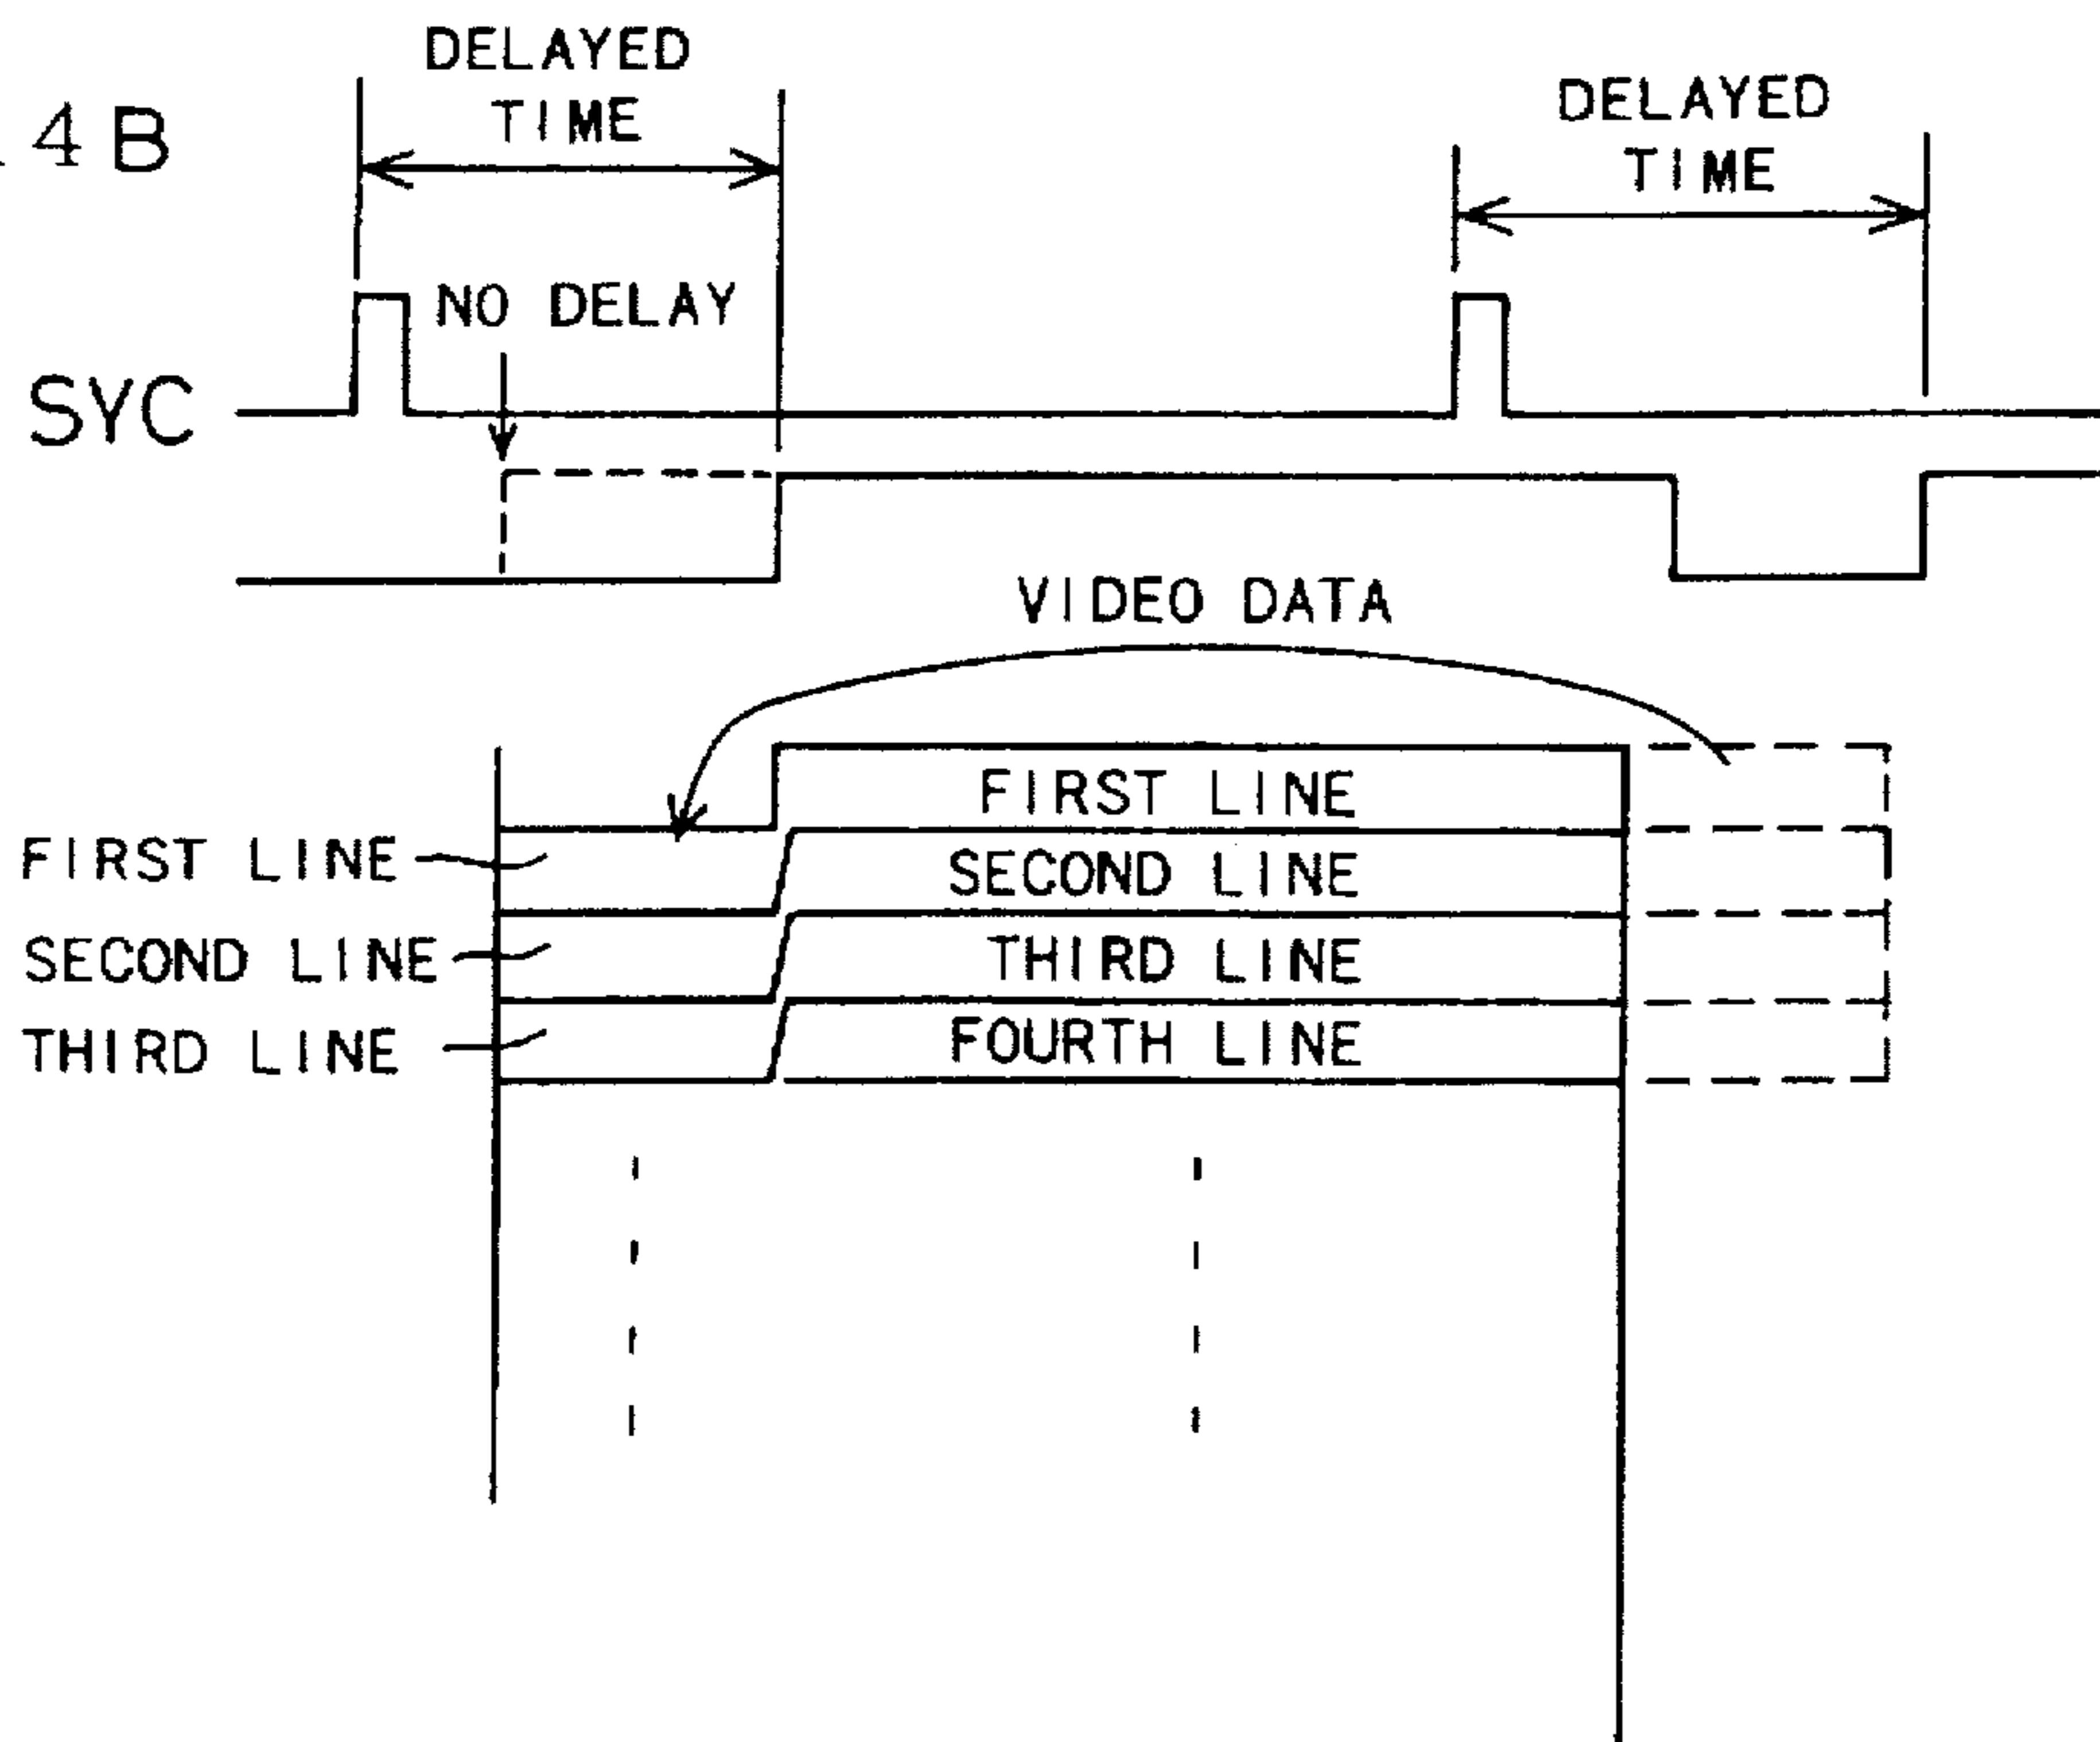 4B
DELAYED
TIME
DELAYED
TIME
NO DELAY
SYC
VIDEO DATA
FIRST LINE
FIRST LINE
SECOND LINE
SECOND LINE
THIRD LINE
THIRD LINE
FOURTH LINE